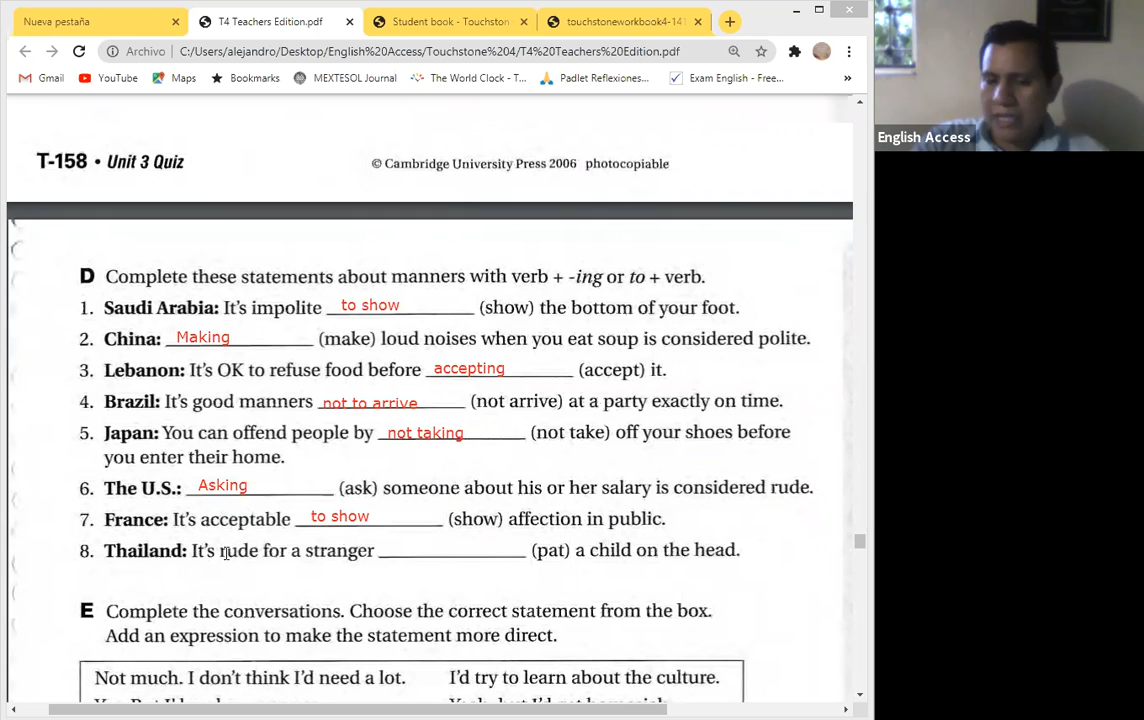 Nueva pestaña
T4 Teachers Edition.pdf
Student book - Touchston
touchstoneworkbook4-141
Archivo
C:/Users/alejandro/Desktop/English%20Access/Touchstone%204/T4%20Teachers%20Edition.pdf
Gmail
YouTube
Maps
Bookmarks
MEXTESOL Journal
The World Clock - T...
Padlet Reflexiones...
Exam English - Free...
»
English Access
T-158 • Unit 3 Quiz
© Cambridge University Press 2006 photocopiable
D Complete these statements about manners with verb + -ing or to + verb.
1. Saudi Arabia: It's impolite to show (show) the bottom of your foot.
2. China: Making (make) loud noises when you eat soup is considered polite.
3. Lebanon: It's OK to refuse food before accepting (accept) it.
4. Brazil: It's good manners not to arrive (not arrive) at a party exactly on time.
5. Japan: You can offend people by not taking (not take) off your shoes before
you enter their home.
6. The U.S.: Asking (ask) someone about his or her salary is considered rude.
7. France: It's acceptable to show (show) affection in public.
8. Thailand: It's rude for a stranger ______________ (pat) a child on the head.
E Complete the conversations. Choose the correct statement from the box.
Add an expression to make the statement more direct.
Not much. I don't think I'd need a lot.
I'd try to learn about the culture.